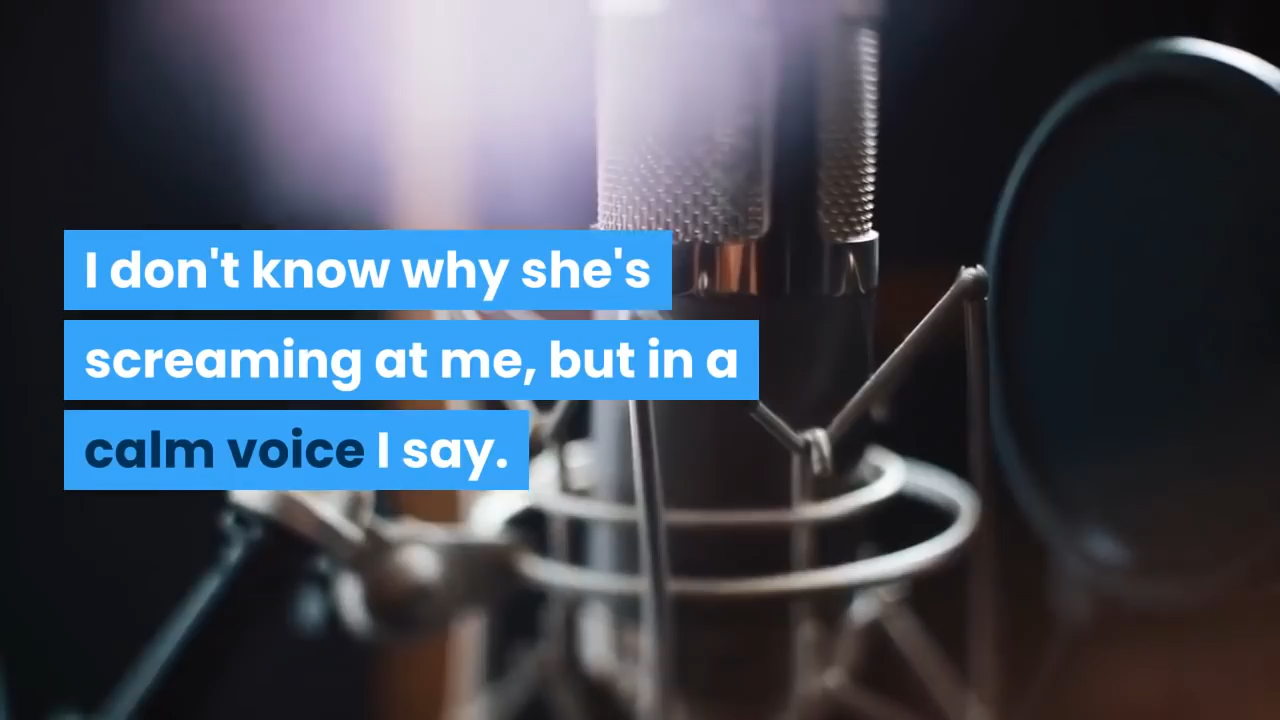 I don't know why she's
screaming at me, but in a
calm voice I say.